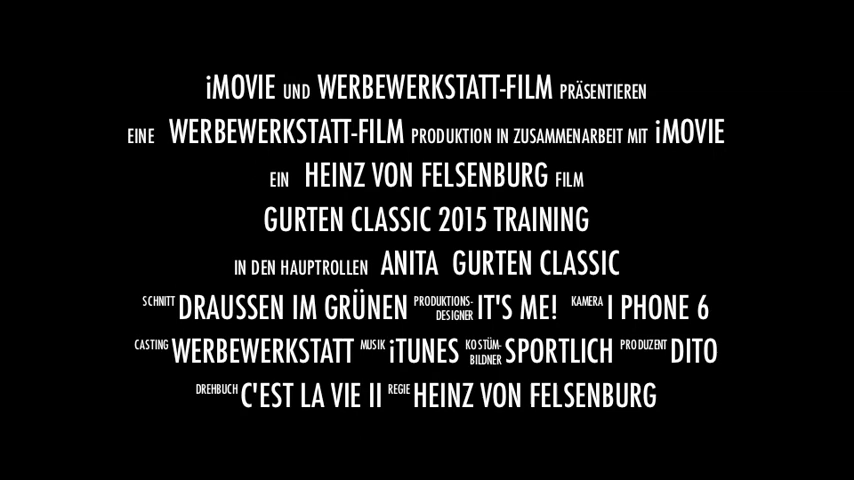 iMOVIE UND WERBEWERKSTATT-FILM PRÄSENTIEREN
EINE WERBEWERKSTATT-FILM PRODUKTION IN ZUSAMMENARBEIT MIT iMOVIE
EIN HEINZ VON FELSENBURG FILM
GURTEN CLASSIC 2015 TRAINING
IN DEN HAUPTROLLEN ANITA GURTEN CLASSIC
SCHNITT DRAUSSEN IM GRÜNEN PRODUKTIONS-DESIGNER IT'S ME! KAMERA I PHONE 6
CASTING WERBEWERKSTATT MUSIK iTUNES KOSTÜM-BILDNER SPORTLICH PRODUZENT DITO
DREHBUCH C'EST LA VIE II REGIE HEINZ VON FELSENBURG